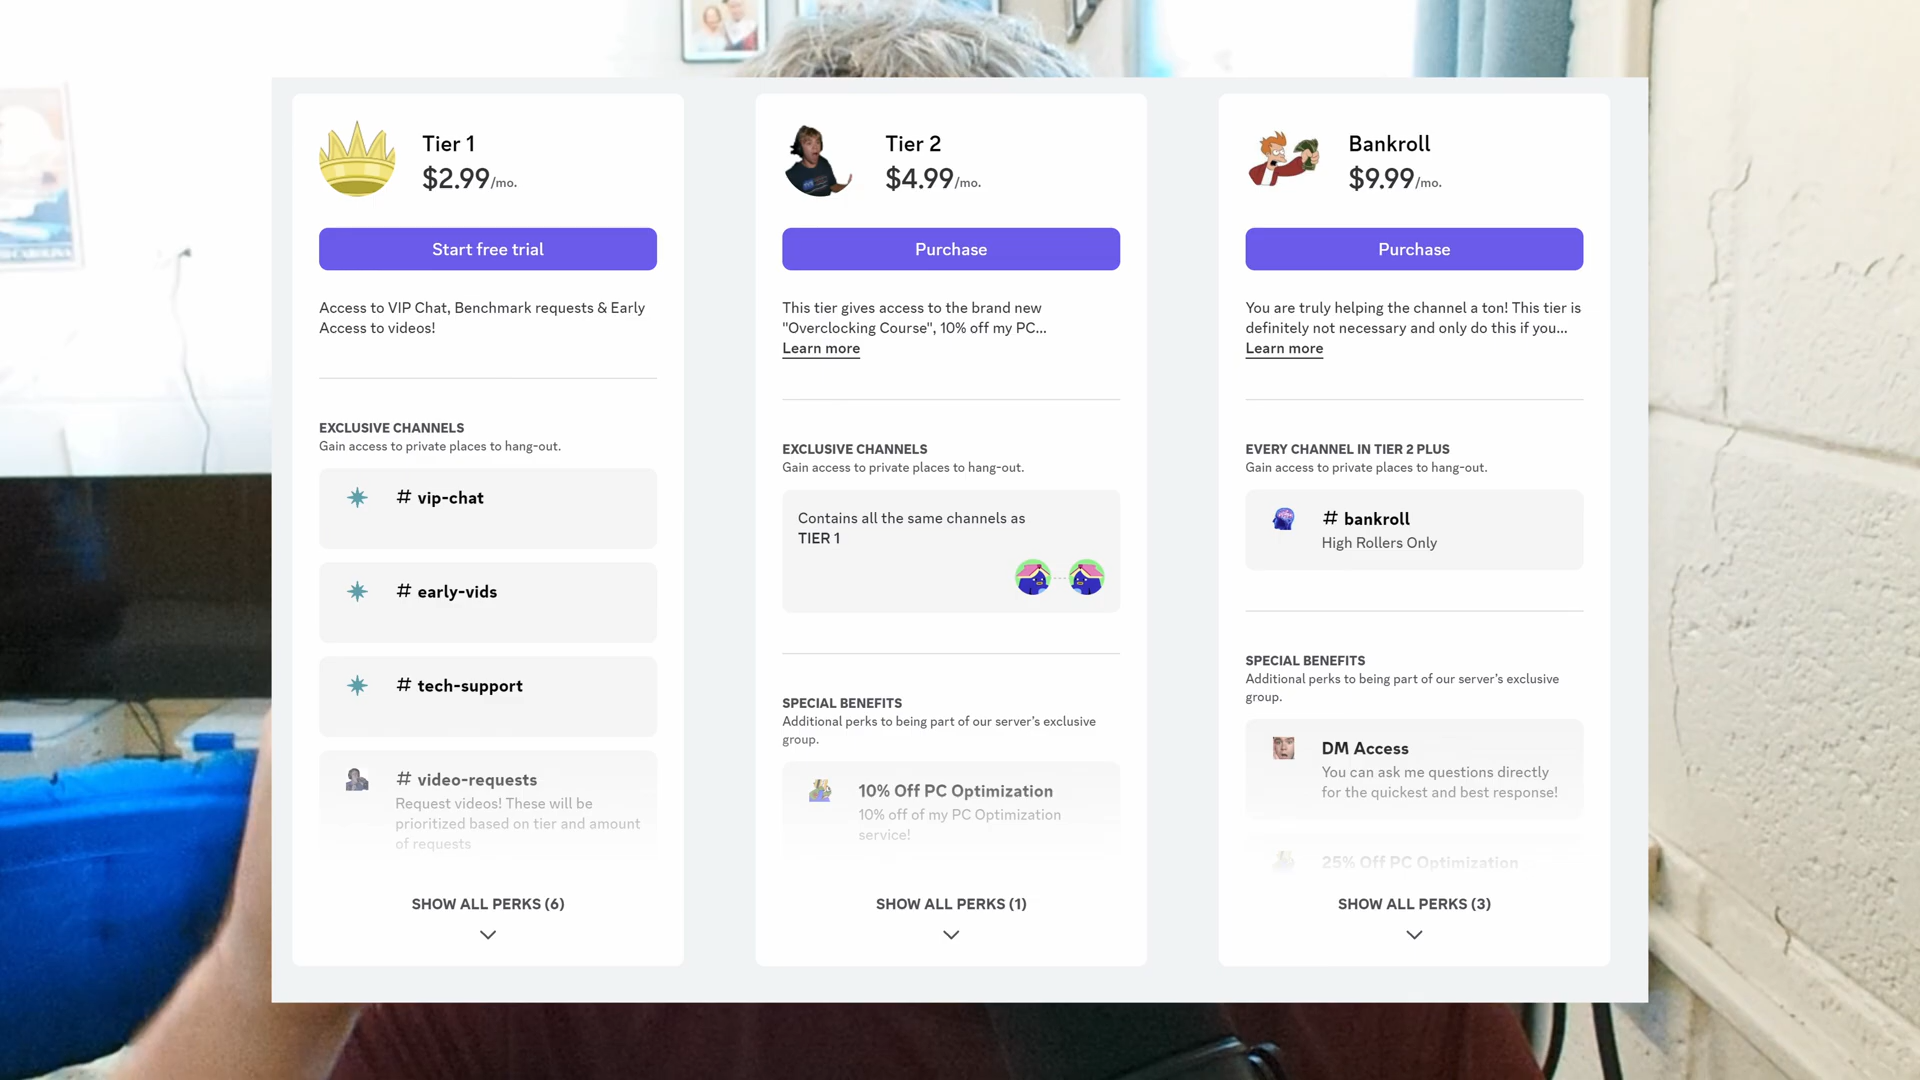 Tier 1
$2.99/mo.
Start free trial
Access to VIP Chat, Benchmark requests & Early
Access to videos!
EXCLUSIVE CHANNELS
Gain access to private places to hang-out.
# vip-chat
# early-vids
# tech-support
# video-requests
Request videos! These will be
prioritized based on tier and amount
of requests
SHOW ALL PERKS (6)
Tier 2
$4.99/mo.
Purchase
This tier gives access to the brand new
"Overclocking Course", 10% off my PC...
Learn more
EXCLUSIVE CHANNELS
Gain access to private places to hang-out.
Contains all the same channels as
TIER 1
SPECIAL BENEFITS
Additional perks to being part of our server's exclusive
group.
10% Off PC Optimization
10% off of my PC Optimization
service!
SHOW ALL PERKS (1)
Bankroll
$9.99/mo.
Purchase
You are truly helping the channel a ton! This tier is
definitely not necessary and only do this if you...
Learn more
EVERY CHANNEL IN TIER 2 PLUS
Gain access to private places to hang-out.
# bankroll
High Rollers Only
SPECIAL BENEFITS
Additional perks to being part of our server's exclusive
group.
DM Access
You can ask me questions directly
for the quickest and best response!
25% Off PC Optimization
SHOW ALL PERKS (3)